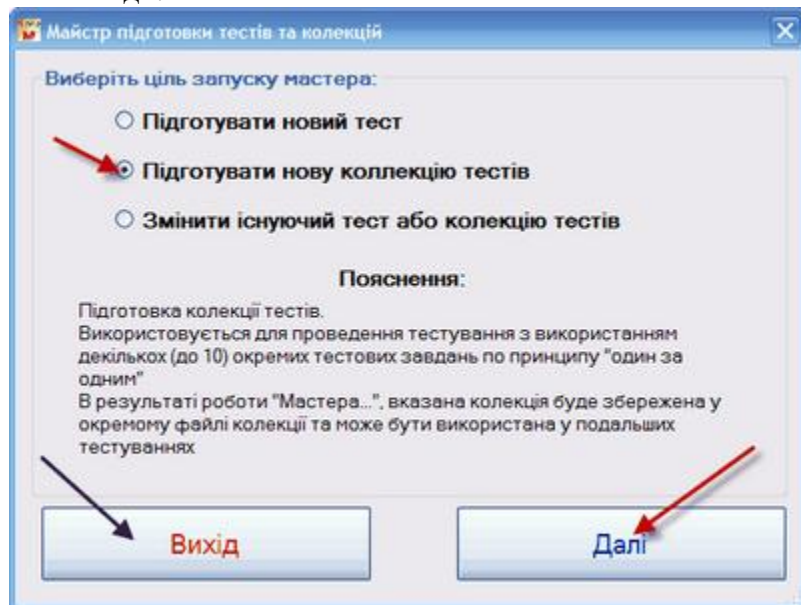 Майстр підготовки тестів та колекцій
Виберіть ціль запуску мастера:
Підготувати новий тест
Підготувати нову коллекцію тестів
Змінити існуючий тест або колекцію тестів
Пояснення:
Підготовка колекції тестів.
Використовується для проведення тестування з використанням
декількох (до 10) окремих тестових завдань по принципу "один за
одним"
В результаті роботи "Мастера...", вказана колекція буде збережена у
окремому файлі колекції та може бути використана у подальших
тестуваннях
Вихід
Далі